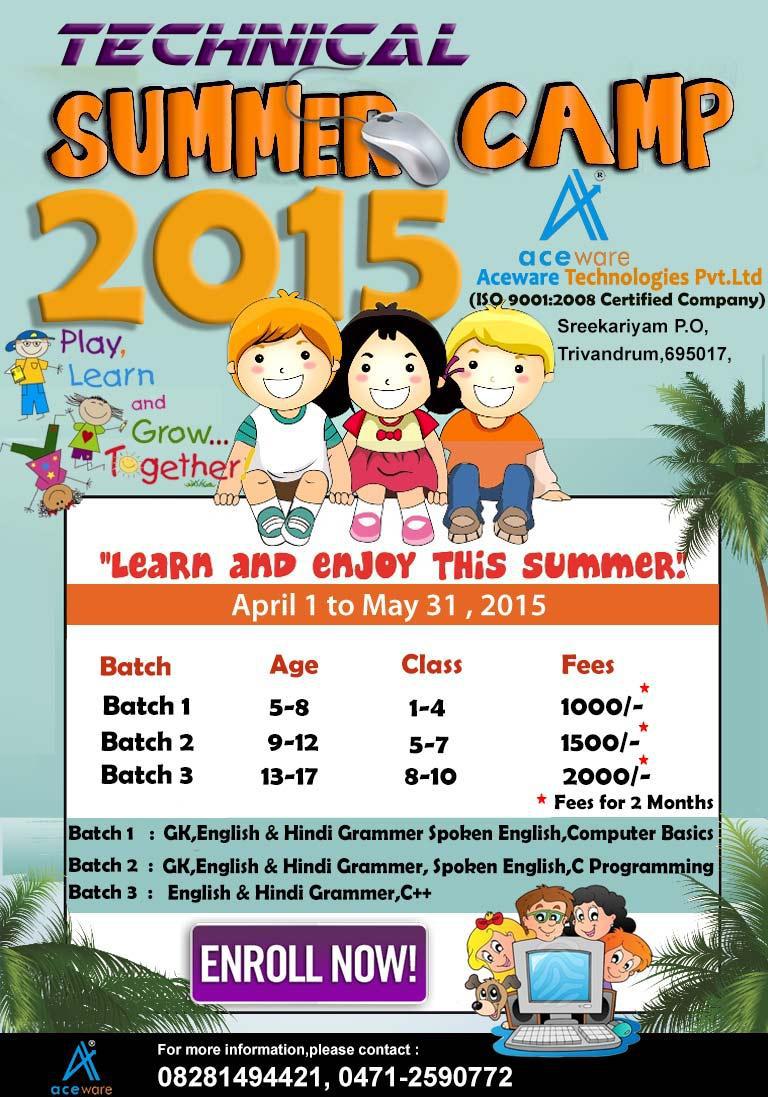 TECHNICAL
SUMMER CAMP
2015
®
aceware
Aceware Technologies Pvt.Ltd
(ISO 9001:2008 Certified Company)
Sreekariyam P.O,
Trivandrum,695017,
Play,
Learn
and
Grow...
Together!
"Learn and enjoy this summer."
April 1 to May 31 , 2015
Batch Age Class Fees
Batch 1 5-8 1-4 1000/-*
Batch 2 9-12 5-7 1500/-*
Batch 3 13-17 8-10 2000/-*
* Fees for 2 Months
Batch 1 : GK,English & Hindi Grammer Spoken English,Computer Basics
Batch 2 : GK,English & Hindi Grammer, Spoken English,C Programming
Batch 3 : English & Hindi Grammer,C++
ENROLL NOW!
aceware
For more information,please contact :
08281494421, 0471-2590772